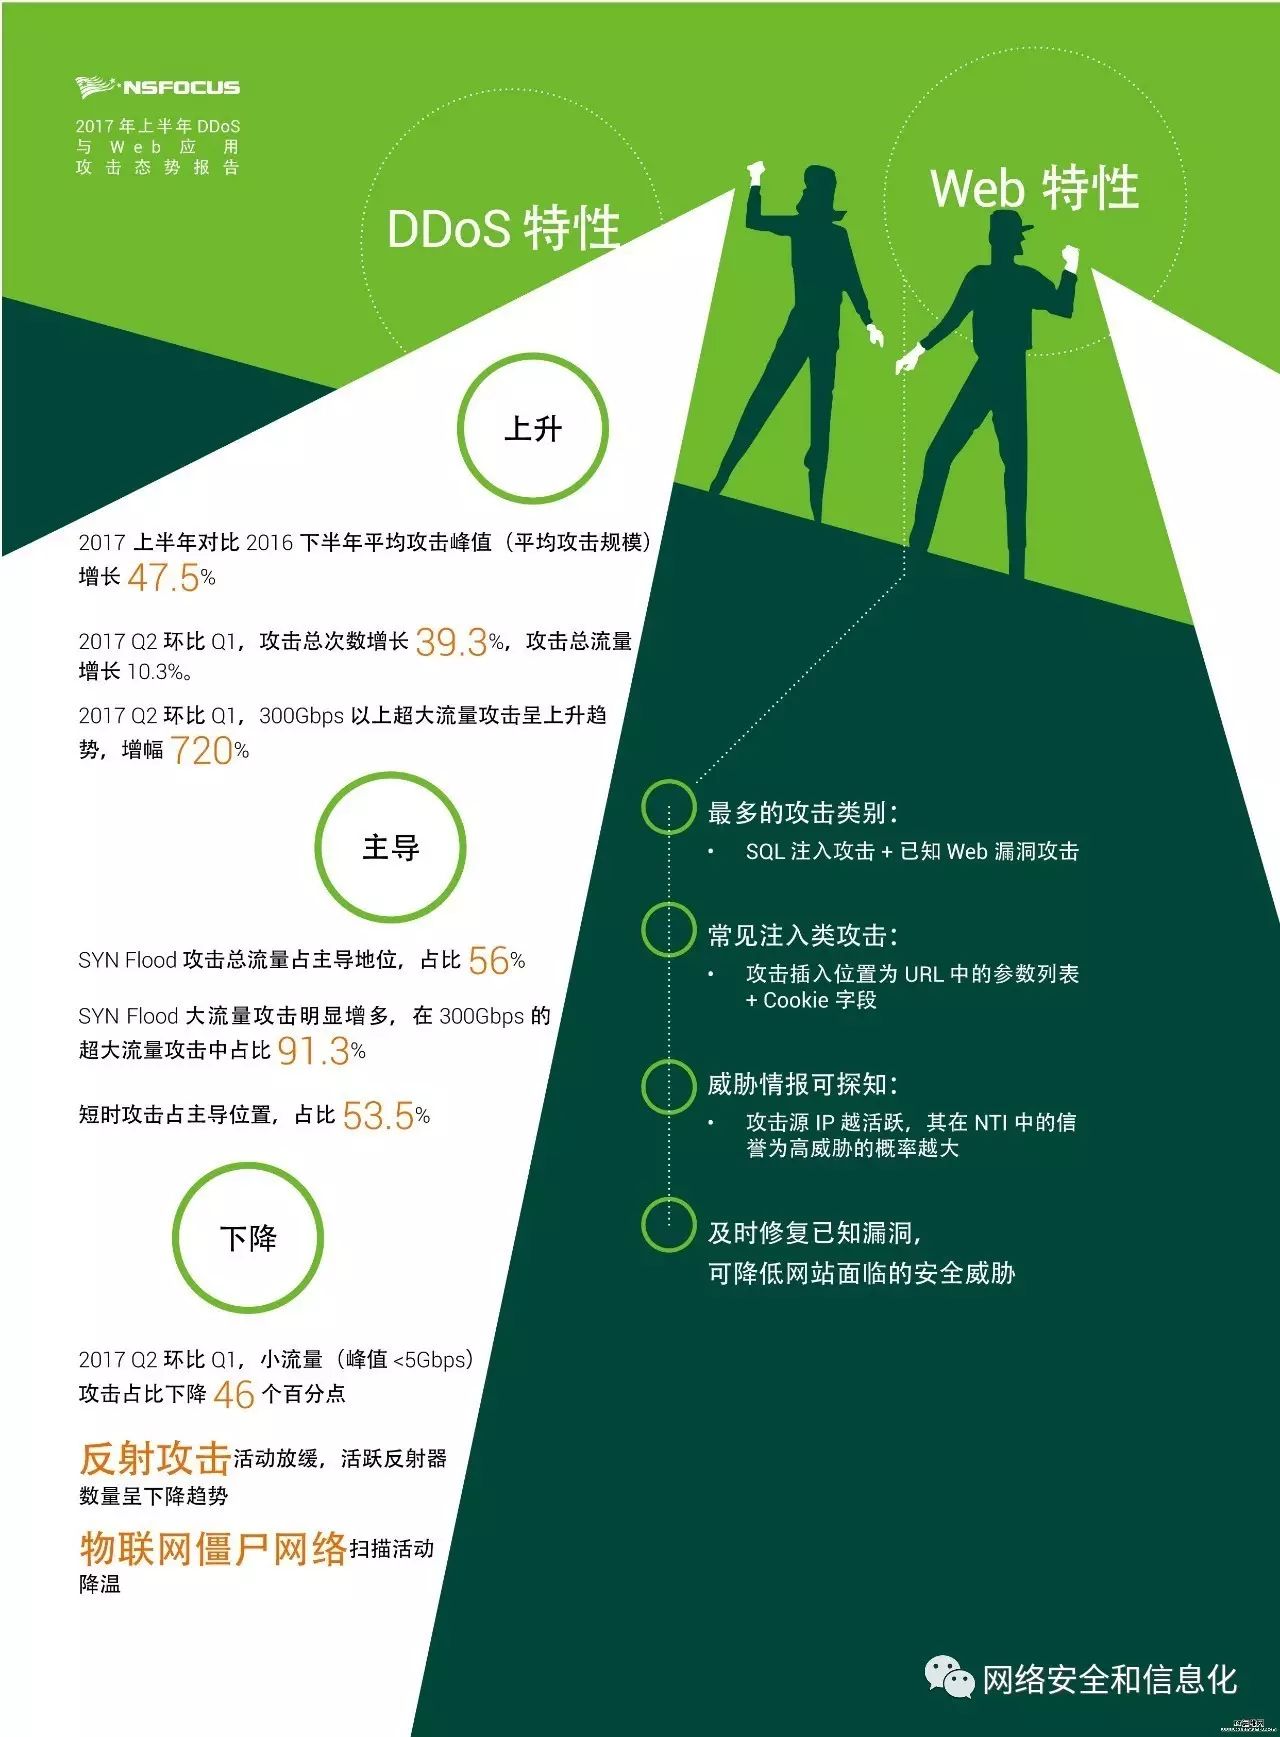 NSFOCUS
2017 年上半年 DDoS
与 Web 应用
攻击态势报告
DDoS 特性
Web 特性
上升
2017 上半年对比 2016 下半年平均攻击峰值（平均攻击规模）
增长 47.5%
2017 Q2 环比 Q1，攻击总次数增长 39.3%，攻击总流量
增长 10.3%。
2017 Q2 环比 Q1，300Gbps 以上超大流量攻击呈上升趋
势，增幅 720%
主导
SYN Flood 攻击总流量占主导地位，占比 56%
SYN Flood 大流量攻击明显增多，在 300Gbps 的
超大流量攻击中占比 91.3%
短时攻击占主导位置，占比 53.5%
下降
2017 Q2 环比 Q1，小流量（峰值 <5Gbps）
攻击占比下降 46 个百分点
反射攻击活动放缓，活跃反射器
数量呈下降趋势
物联网僵尸网络扫描活动
降温
最多的攻击类别：
• SQL 注入攻击 + 已知 Web 漏洞攻击
常见注入类攻击：
• 攻击插入位置为 URL 中的参数列表
+ Cookie 字段
威胁情报可探知：
• 攻击源 IP 越活跃，其在 NTI 中的信
誉为高威胁的概率越大
及时修复已知漏洞，
可降低网站面临的安全威胁
网络安全和信息化